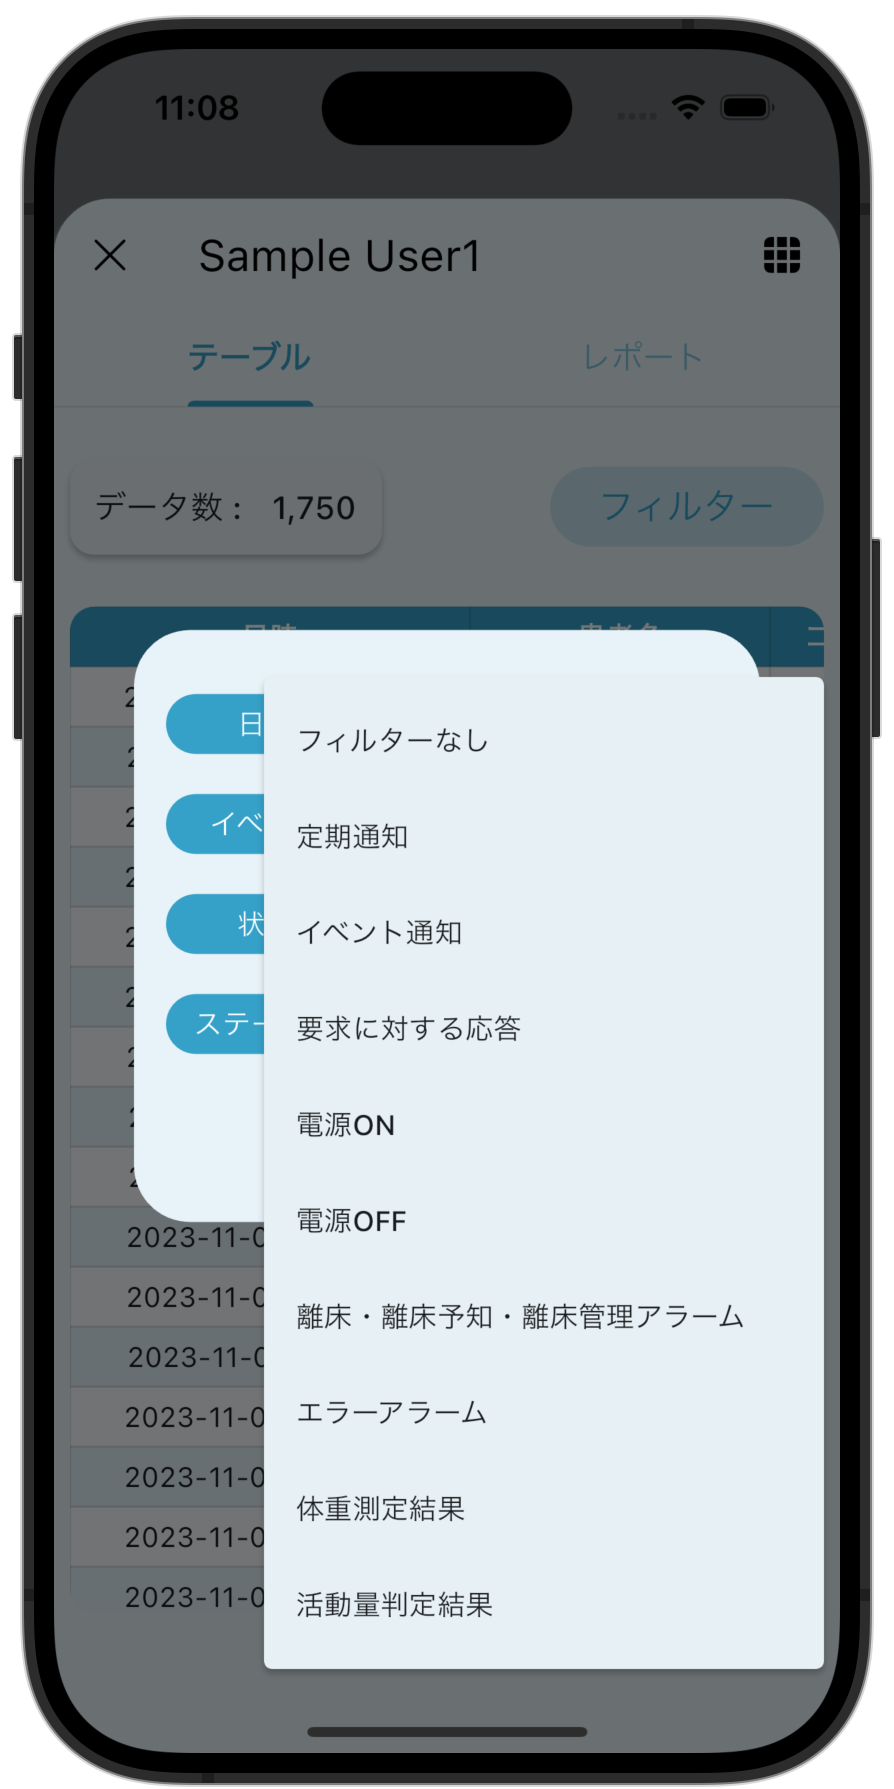 11:08
Sample User1
テーブル
レポート
データ数： 1,750
フィルター
フィルターなし
定期通知
イベント通知
要求に対する応答
電源ON
電源OFF
離床・離床予知・離床管理アラーム
エラーアラーム
体重測定結果
活動量判定結果
日
イベ
状
ステー
2023-11-0
2023-11-0
2023-11-0
2023-11-0
2023-11-0
2023-11-0
2023-11-0